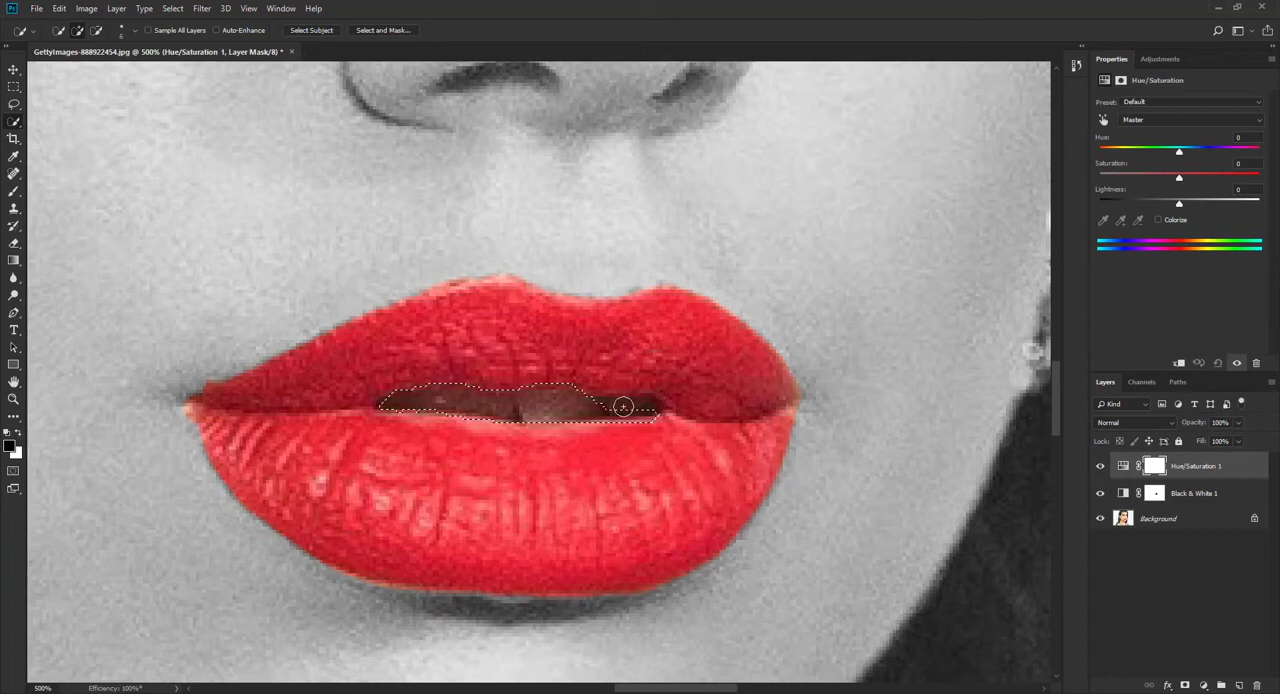 Ps File Edit Image Layer Type Select Filter 3D View Window Help
6 Sample All Layers Auto-Enhance Select Subject Select and Mask...
GettyImages-888922454.jpg @ 500% (Hue/Saturation 1, Layer Mask/8) *
Properties Adjustments
Hue/Saturation
Preset: Default
Master
Hue: 0
Saturation: 0
Lightness: 0
Colorize
Layers Channels Paths
Kind
Normal Opacity: 100%
Lock: Fill: 100%
Hue/Saturation 1
Black & White 1
Background
500% Efficiency: 100%*
fx